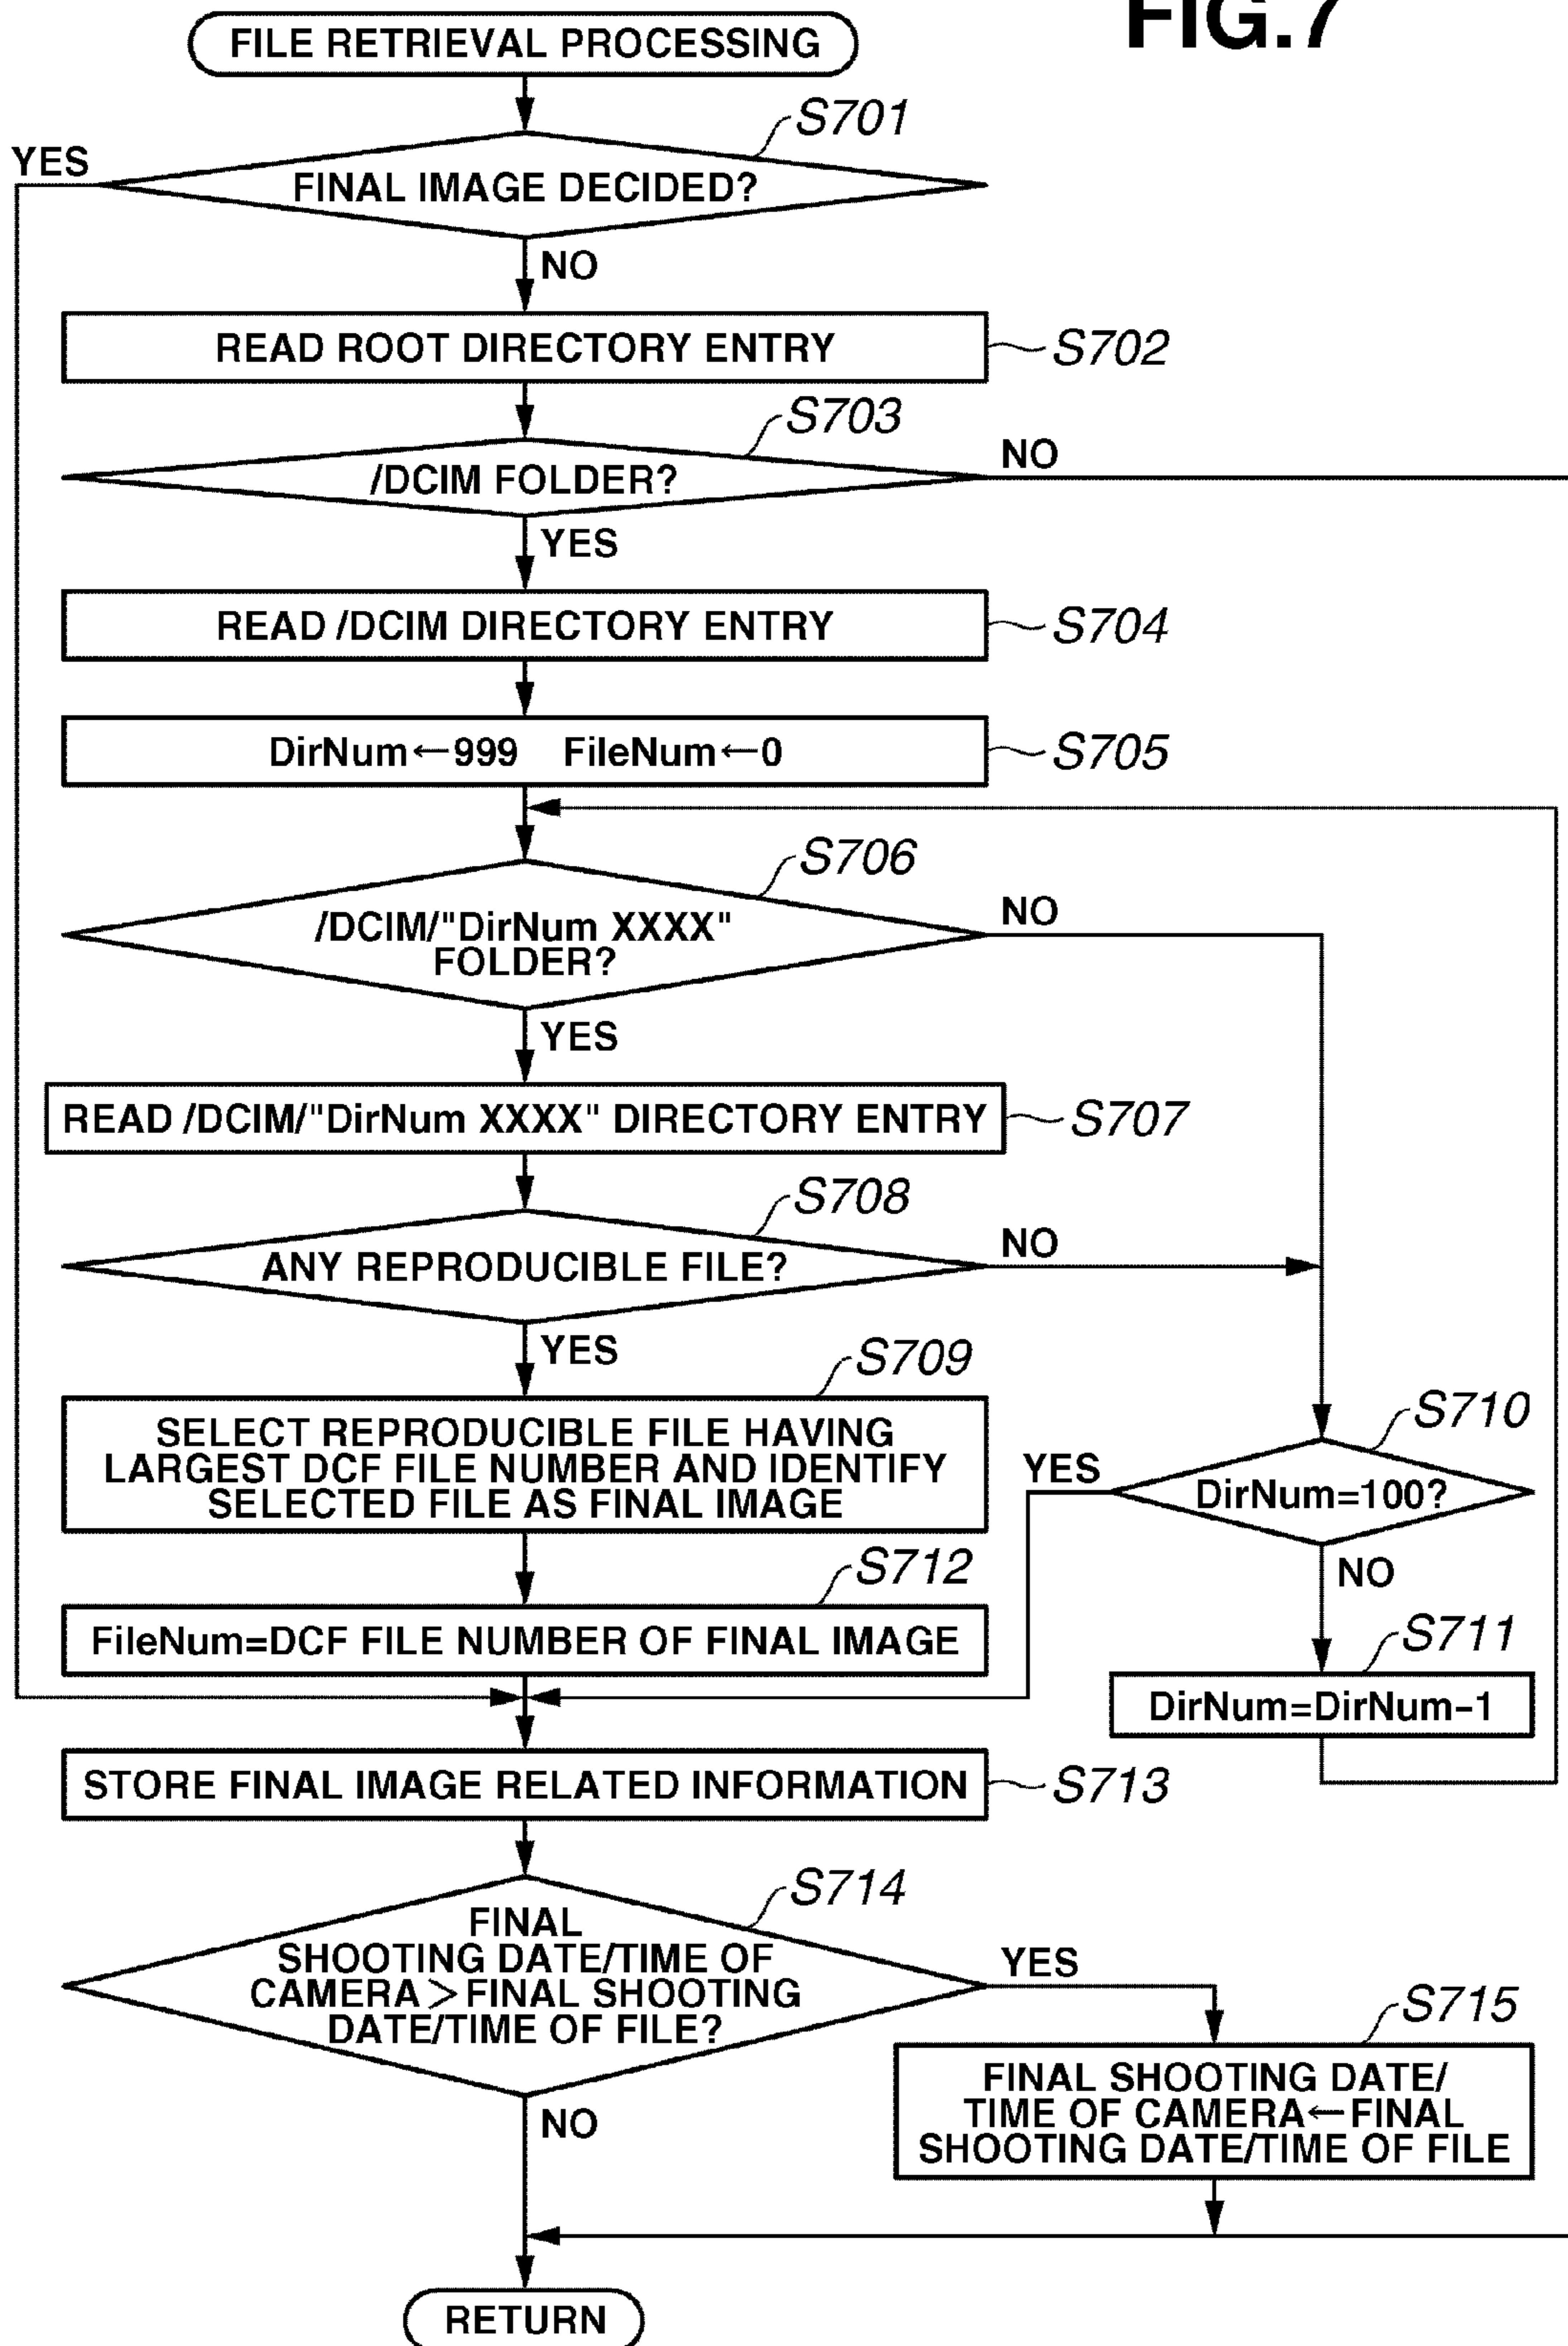 FIG.7
FILE RETRIEVAL PROCESSING
S701
YES
FINAL IMAGE DECIDED?
NO
READ ROOT DIRECTORY ENTRY
S702
S703
/DCIM FOLDER?
NO
YES
READ /DCIM DIRECTORY ENTRY
S704
DirNum←999 FileNum←0
S705
S706
/DCIM/"DirNum XXXX"
FOLDER?
NO
YES
READ /DCIM/"DirNum XXXX" DIRECTORY ENTRY
S707
S708
ANY REPRODUCIBLE FILE?
NO
YES
S709
SELECT REPRODUCIBLE FILE HAVING
LARGEST DCF FILE NUMBER AND IDENTIFY
SELECTED FILE AS FINAL IMAGE
S710
YES
DirNum=100?
NO
S712
FileNum=DCF FILE NUMBER OF FINAL IMAGE
S711
DirNum=DirNum-1
STORE FINAL IMAGE RELATED INFORMATION
S713
S714
FINAL
SHOOTING DATE/TIME OF
CAMERA>FINAL SHOOTING
DATE/TIME OF FILE?
YES
NO
S715
FINAL SHOOTING DATE/
TIME OF CAMERA←FINAL
SHOOTING DATE/TIME OF FILE
RETURN